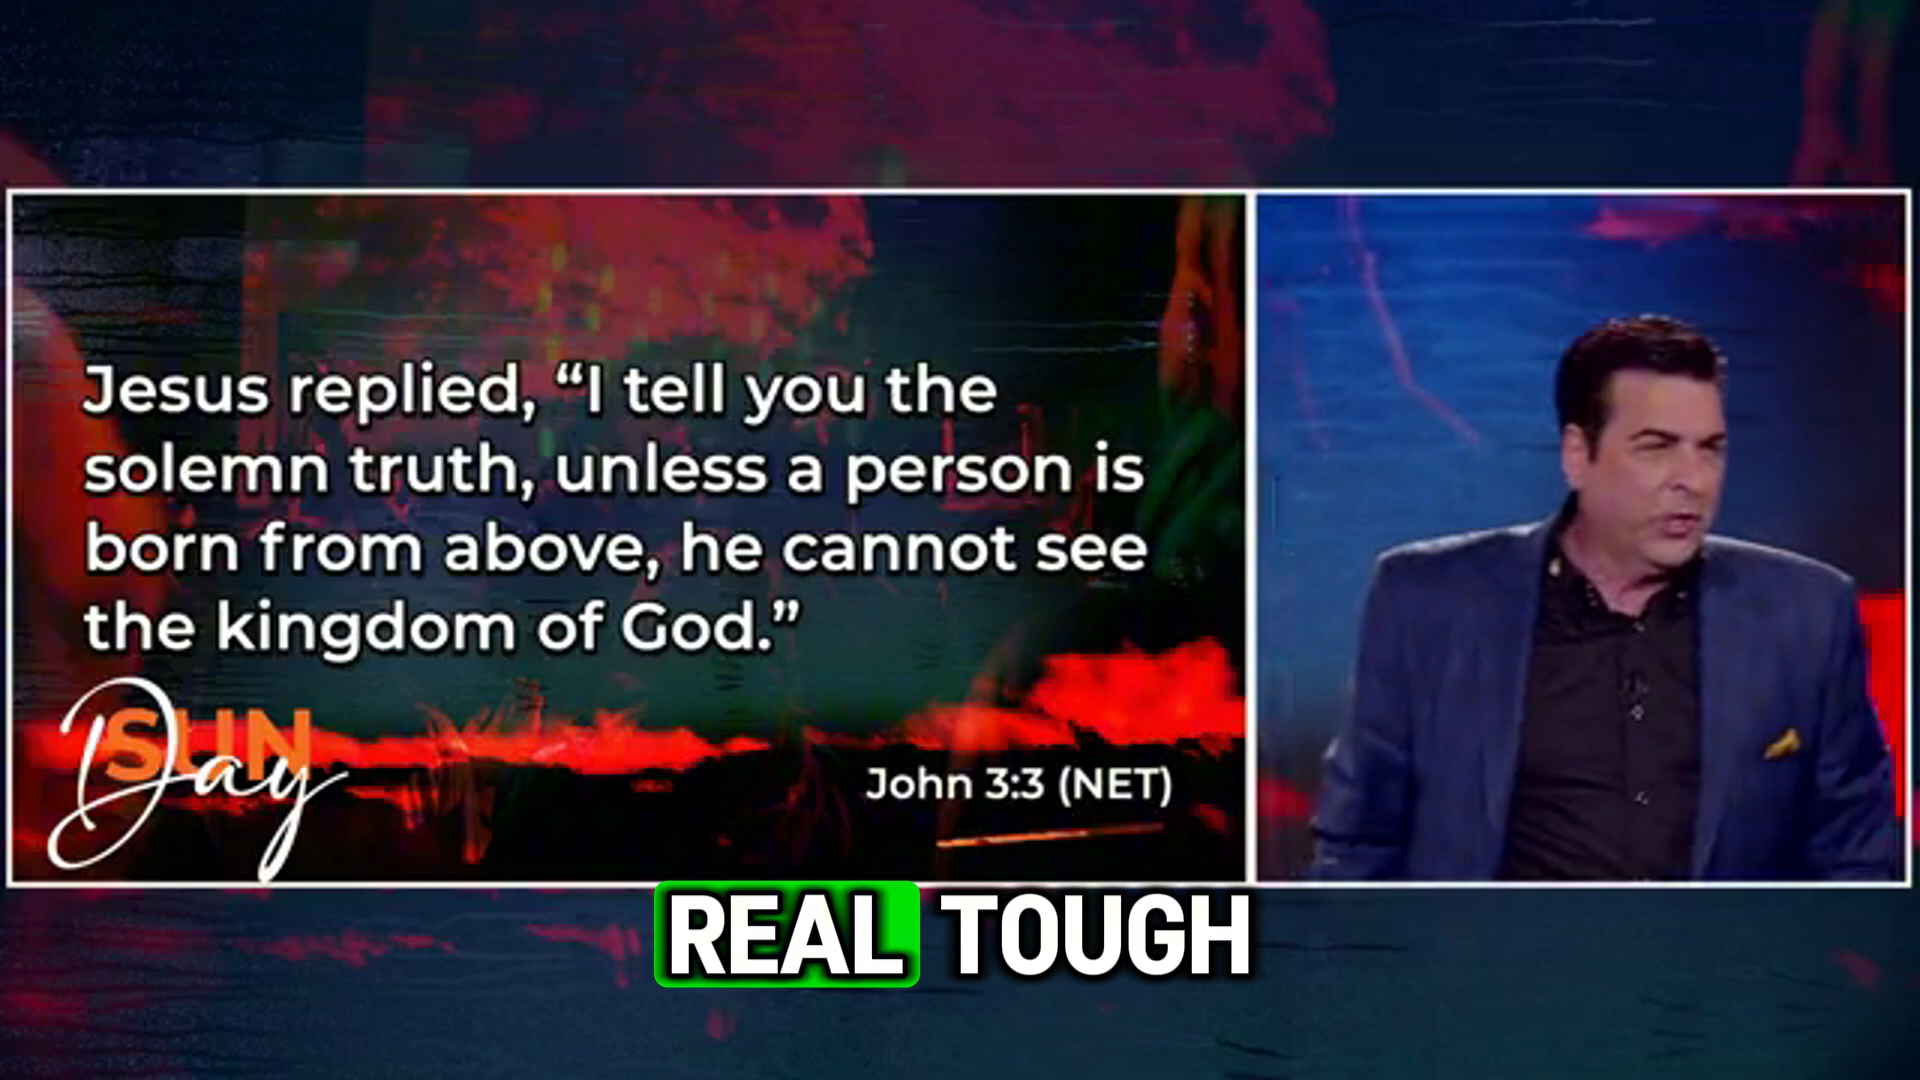 Jesus replied, “I tell you the
solemn truth, unless a person is
born from above, he cannot see
the kingdom of God.”
SUN
Day
John 3:3 (NET)
REAL TOUGH